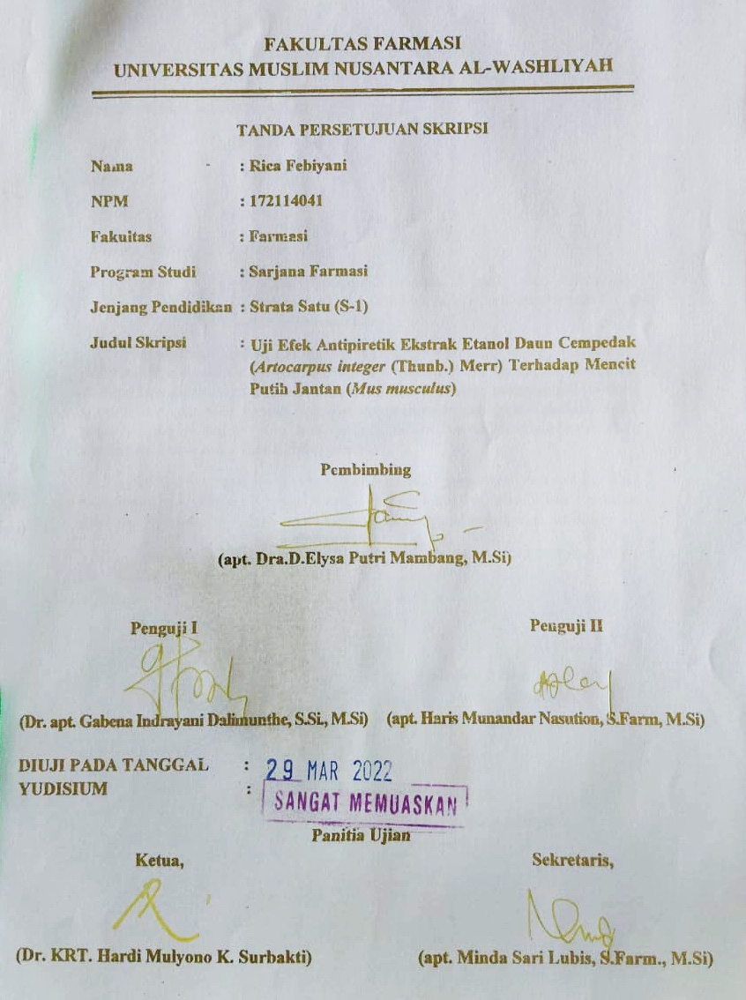 FAKULTAS FARMASI
UNIVERSITAS MUSLIM NUSANTARA AL-WASHLIYAH
TANDA PERSETUJUAN SKRIPSI
Nama : Rica Febiyani
NPM : 172114041
Fakultas : Farmasi
Program Studi : Sarjana Farmasi
Jenjang Pendidikan : Strata Satu (S-1)
Judul Skripsi : Uji Efek Antipiretik Ekstrak Etanol Daun Cempedak
(Artocarpus integer (Thunb.) Merr) Terhadap Mencit
Putih Jantan (Mus musculus)
Pembimbing
(apt. Dra.D.Elysa Putri Mambang, M.Si)
Penguji I Penguji II
(Dr. apt. Gabena Indrayani Dalimunthe, S.Si., M.Si) (apt. Haris Munandar Nasution, S.Farm, M.Si)
DIUJI PADA TANGGAL : 29 MAR 2022
YUDISIUM : SANGAT MEMUASKAN
Panitia Ujian
Ketua, Sekretaris,
(Dr. KRT. Hardi Mulyono K. Surbakti) (apt. Minda Sari Lubis, S.Farm., M.Si)